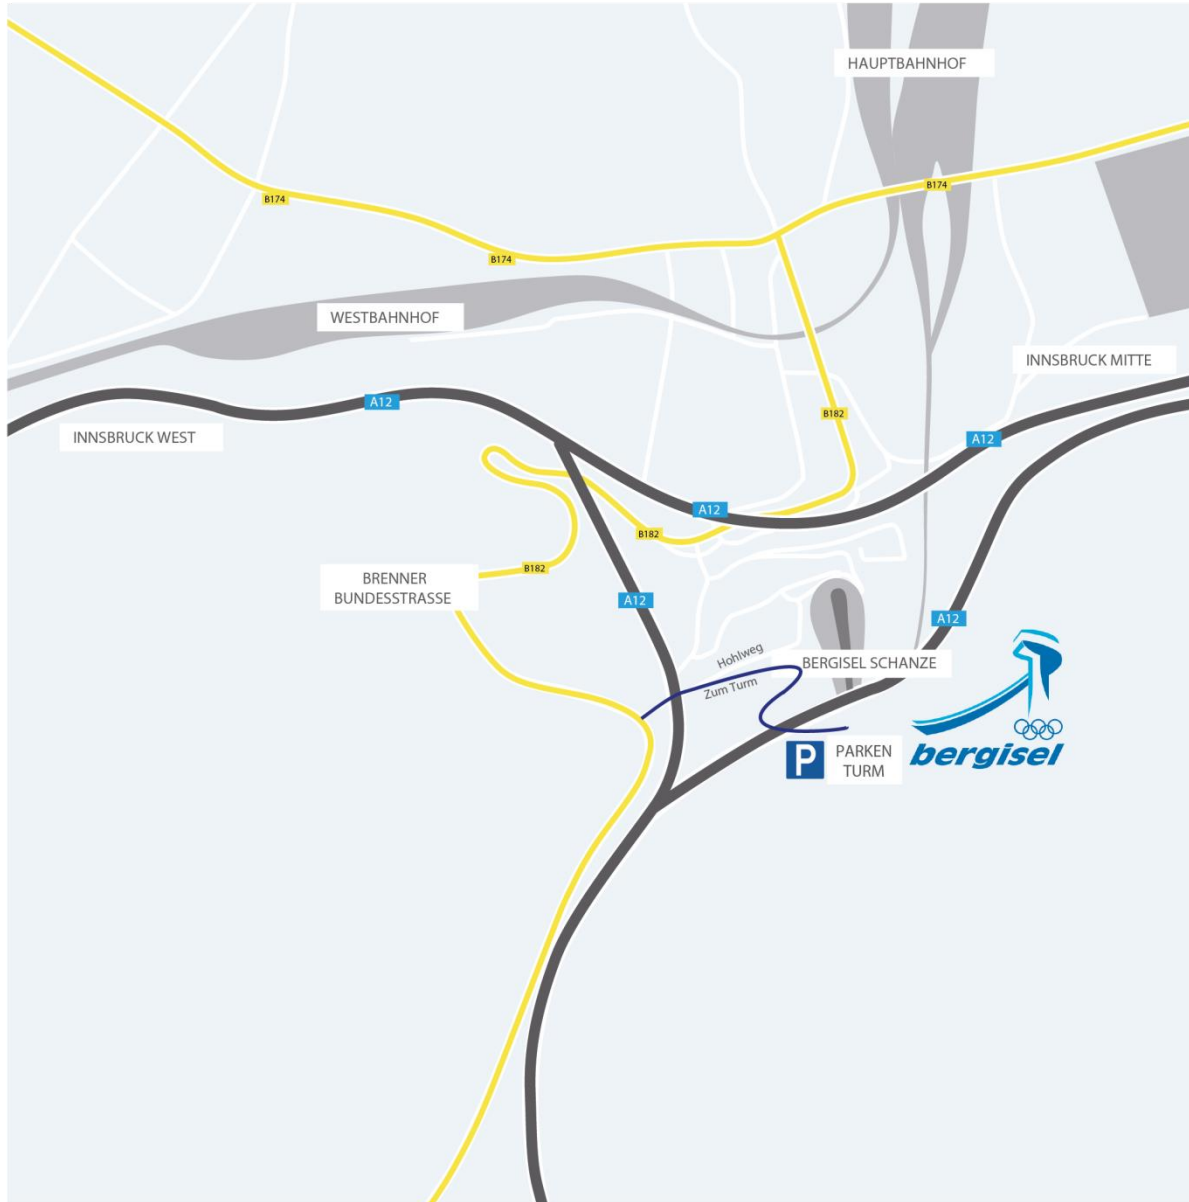 HAUPTBAHNHOF
B174
B174
B174
WESTBAHNHOF
INNSBRUCK MITTE
A12
B182
INNSBRUCK WEST
A12
A12
B182
B182
BRENNER
BUNDESSTRASSE
A12
A12
Hohlweg
BERGISEL SCHANZE
Zum Turm
P
PARKEN
TURM
bergisel